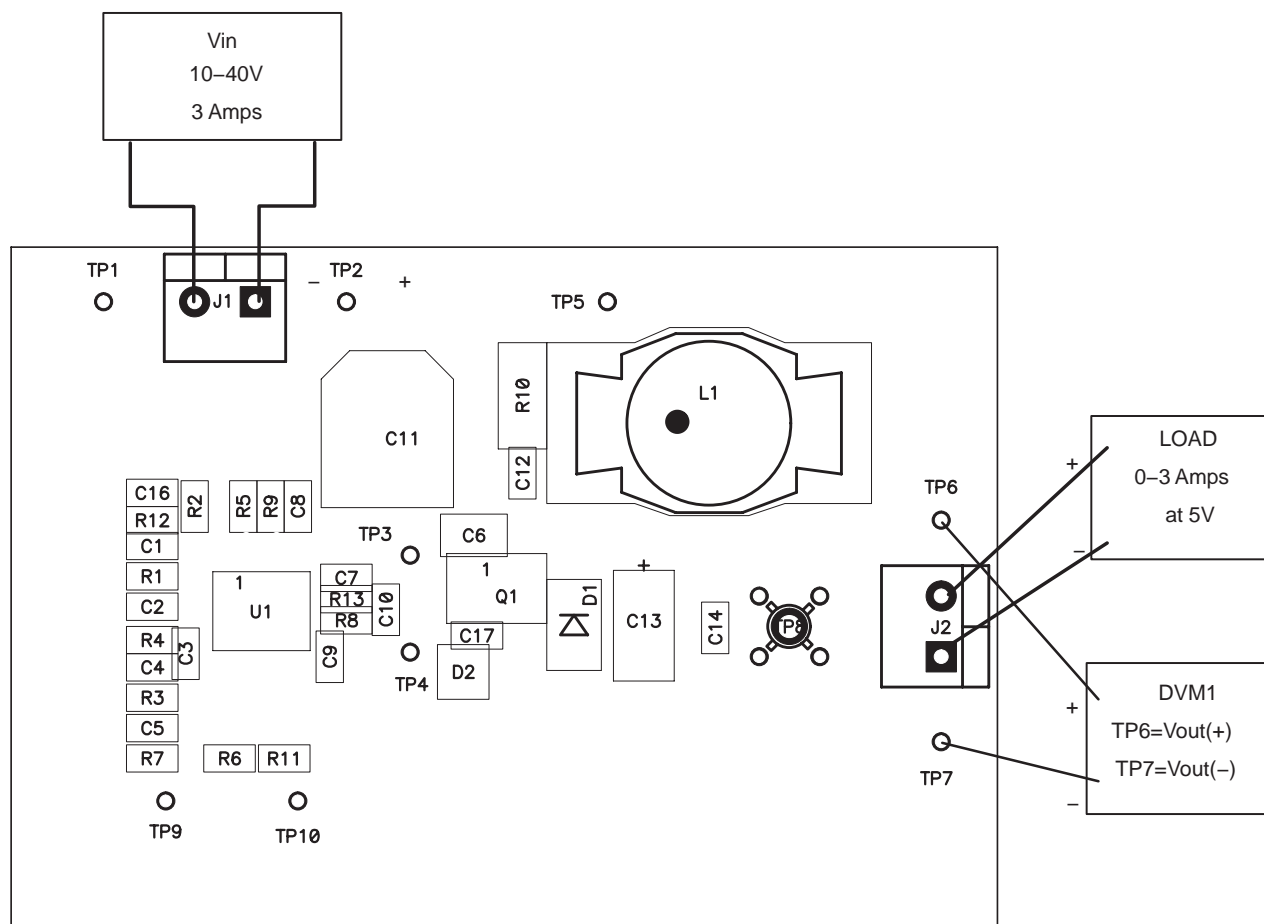 Vin
10–40V
3 Amps
TP1
J1
– TP2 +
TP5
R10
L1
C11
C12
LOAD
0–3 Amps
at 5V
+
–
C16
R12
C1
R2
R5
R9
C8
TP3
C6
TP6
R1
C2
1
U1
C7
R13
R8
C10
1
Q1
D1
+
C13
C14
TP8
J2
R4
C4
C3
C9
TP4
C17
D2
R3
C5
R7
R6
R11
TP7
+
–
DVM1
TP6=Vout(+)
TP7=Vout(–)
TP9
TP10